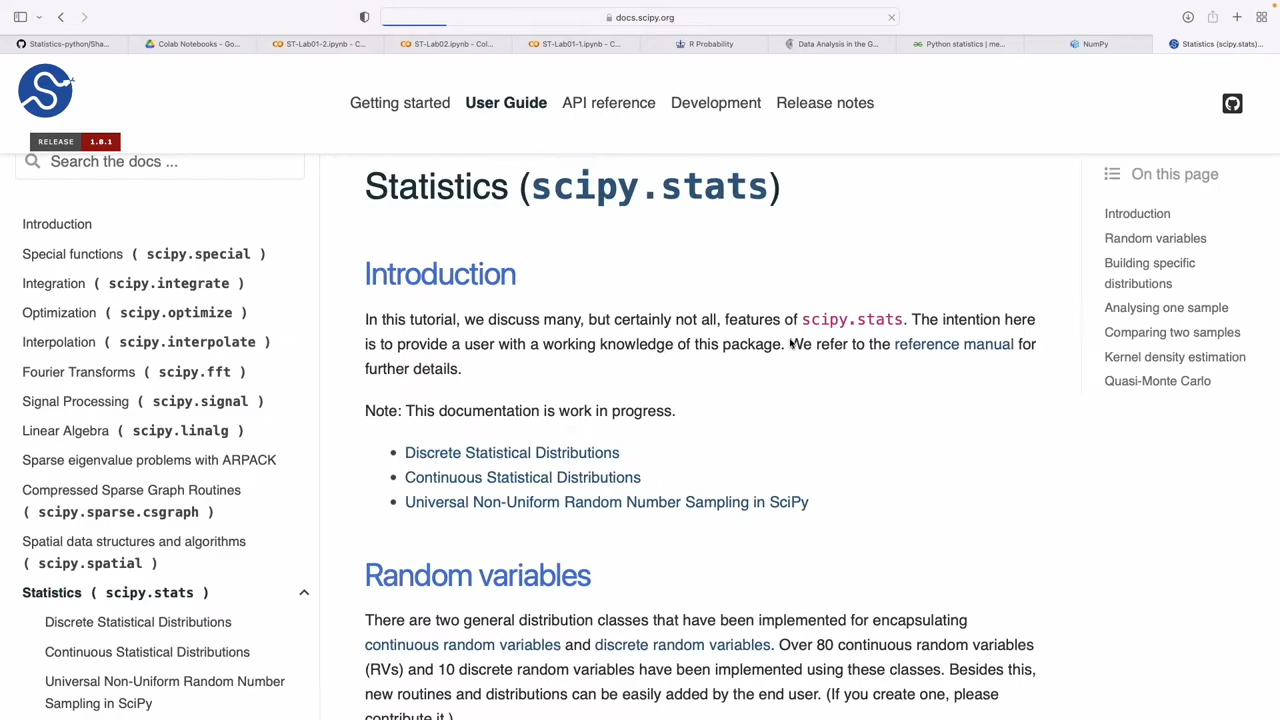 docs.scipy.org
Statistics-python/Sha...
Colab Notebooks - Go...
ST-Lab01-2.ipynb - C...
ST-Lab02.ipynb - Col...
ST-Lab01-1.ipynb - C...
R Probability
Data Analysis in the G...
Python statistics | me...
NumPy
Statistics (scipy.stats)...
Getting started
User Guide
API reference
Development
Release notes
RELEASE 1.8.1
Search the docs ...
Introduction
Special functions ( scipy.special )
Integration ( scipy.integrate )
Optimization ( scipy.optimize )
Interpolation ( scipy.interpolate )
Fourier Transforms ( scipy.fft )
Signal Processing ( scipy.signal )
Linear Algebra ( scipy.linalg )
Sparse eigenvalue problems with ARPACK
Compressed Sparse Graph Routines
( scipy.sparse.csgraph )
Spatial data structures and algorithms
( scipy.spatial )
Statistics ( scipy.stats )
Discrete Statistical Distributions
Continuous Statistical Distributions
Universal Non-Uniform Random Number
Sampling in SciPy
Statistics (scipy.stats)
Introduction
In this tutorial, we discuss many, but certainly not all, features of scipy.stats. The intention here
is to provide a user with a working knowledge of this package. We refer to the reference manual for
further details.
Note: This documentation is work in progress.
• Discrete Statistical Distributions
• Continuous Statistical Distributions
• Universal Non-Uniform Random Number Sampling in SciPy
Random variables
There are two general distribution classes that have been implemented for encapsulating
continuous random variables and discrete random variables. Over 80 continuous random variables
(RVs) and 10 discrete random variables have been implemented using these classes. Besides this,
new routines and distributions can be easily added by the end user. (If you create one, please
contribute it.)
On this page
Introduction
Random variables
Building specific
distributions
Analysing one sample
Comparing two samples
Kernel density estimation
Quasi-Monte Carlo